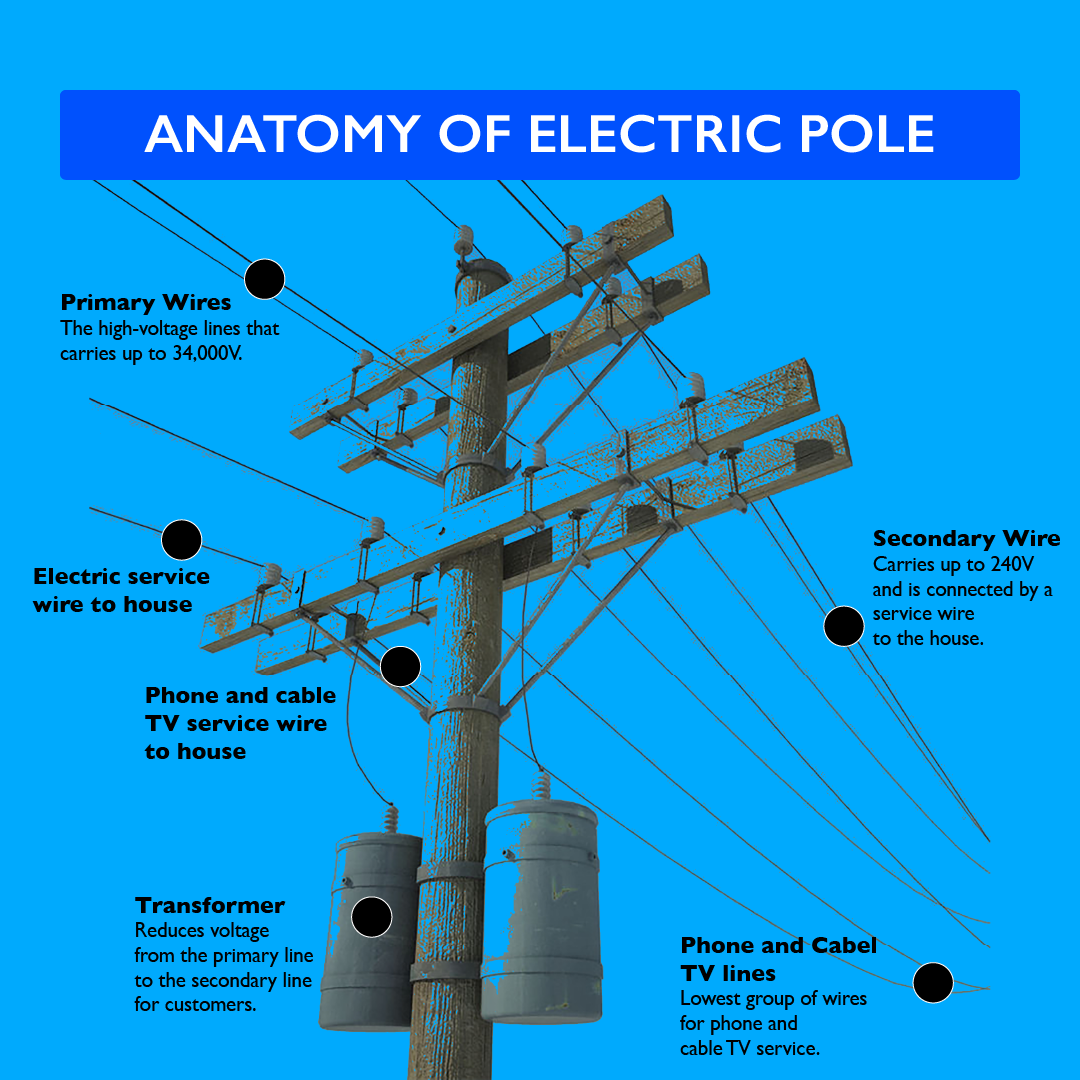 ANATOMY OF ELECTRIC POLE
Primary Wires
The high-voltage lines that
carries up to 34,000V.
Electric service
wire to house
Secondary Wire
Carries up to 240V
and is connected by a
service wire
to the house.
Phone and cable
TV service wire
to house
Transformer
Reduces voltage
from the primary line
to the secondary line
for customers.
Phone and Cabel
TV lines
Lowest group of wires
for phone and
cable TV service.